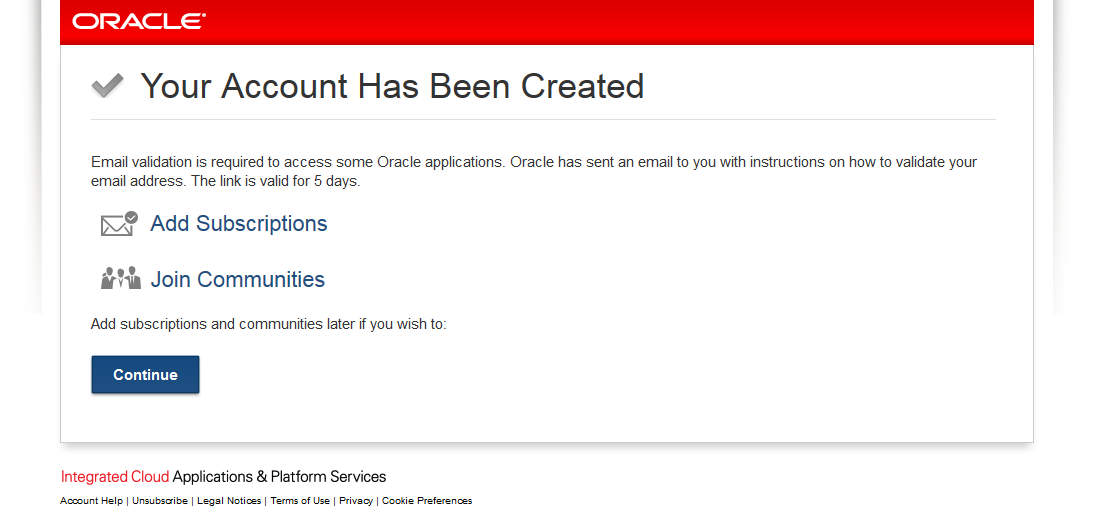 ORACLE
Your Account Has Been Created
Email validation is required to access some Oracle applications. Oracle has sent an email to you with instructions on how to validate your
email address. The link is valid for 5 days.
Add Subscriptions
Join Communities
Add subscriptions and communities later if you wish to:
Continue
Integrated Cloud Applications & Platform Services
Account Help | Unsubscribe | Legal Notices | Terms of Use | Privacy | Cookie Preferences